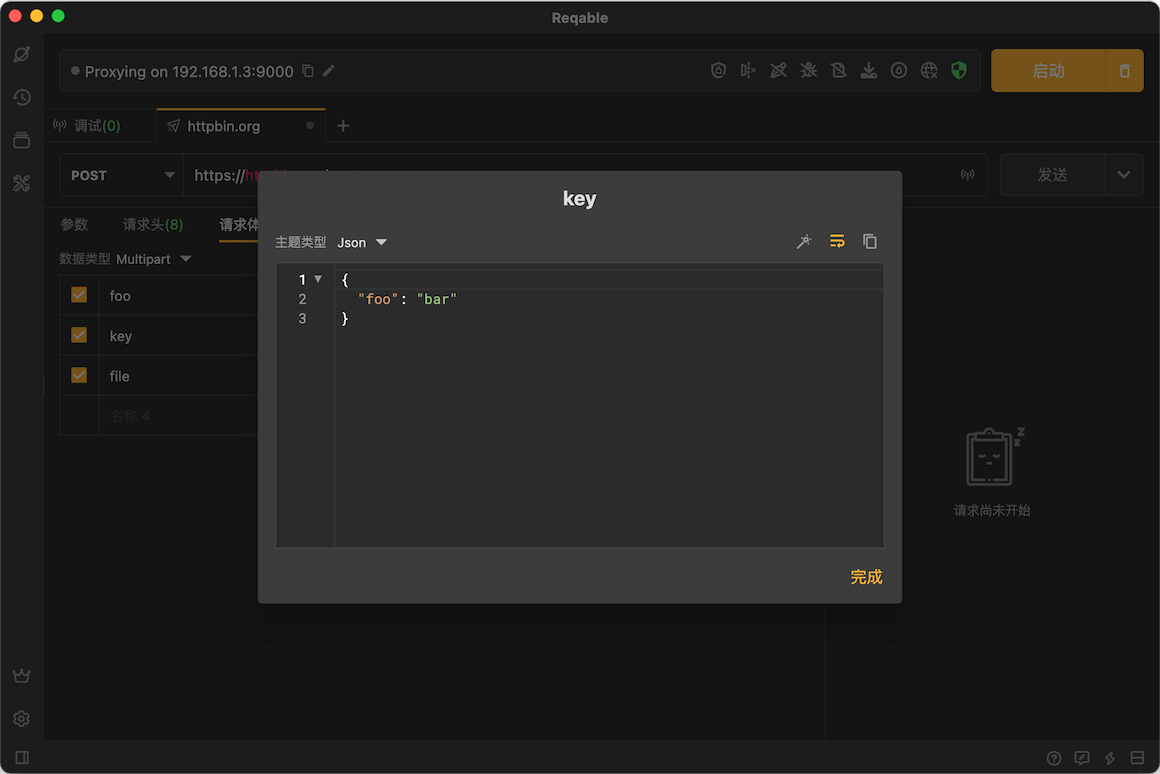 Reqable
Proxying on 192.168.1.3:9000
启动
调试(0)
httpbin.org
POST
https://
发送
key
参数
请求头(8)
请求体
主题类型 Json
数据类型 Multipart
1 {
2 "foo": "bar"
3 }
foo
key
file
名称 4
请求尚未开始
完成